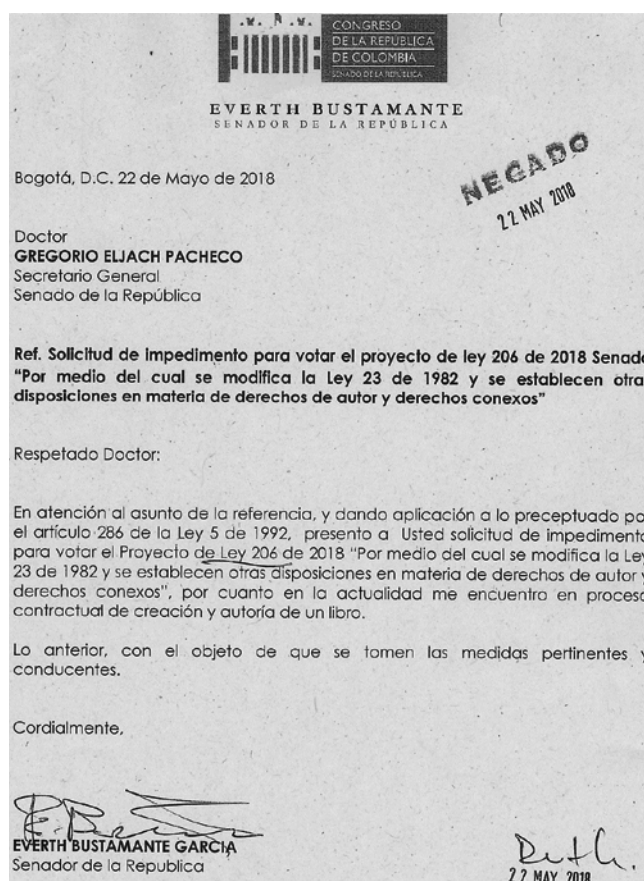 CONGRESO
DE LA REPÚBLICA
DE COLOMBIA
SENADO DE LA REPÚBLICA
EVERTH BUSTAMANTE
SENADOR DE LA REPÚBLICA
NEGADO
22 MAY 2018
Bogotá, D.C. 22 de Mayo de 2018
Doctor
GREGORIO ELJACH PACHECO
Secretario General
Senado de la República
Ref. Solicitud de impedimento para votar el proyecto de ley 206 de 2018 Senado
“Por medio del cual se modifica la Ley 23 de 1982 y se establecen otra
disposiciones en materia de derechos de autor y derechos conexos”
Respetado Doctor:
En atención al asunto de la referencia, y dando aplicación a lo preceptuado po
el artículo 286 de la Ley 5 de 1992, presento a Usted solicitud de impedimento
para votar el Proyecto de Ley 206 de 2018 “Por medio del cual se modifica la Ley
23 de 1982 y se establecen otras disposiciones en materia de derechos de autor y
derechos conexos”, por cuanto en la actualidad me encuentro en proceso
contractual de creación y autoría de un libro.
Lo anterior, con el objeto de que se tomen las medidas pertinentes y
conducentes.
Cordialmente,
EVERTH BUSTAMANTE GARCIA
Senador de la Republica
22 MAY 2018